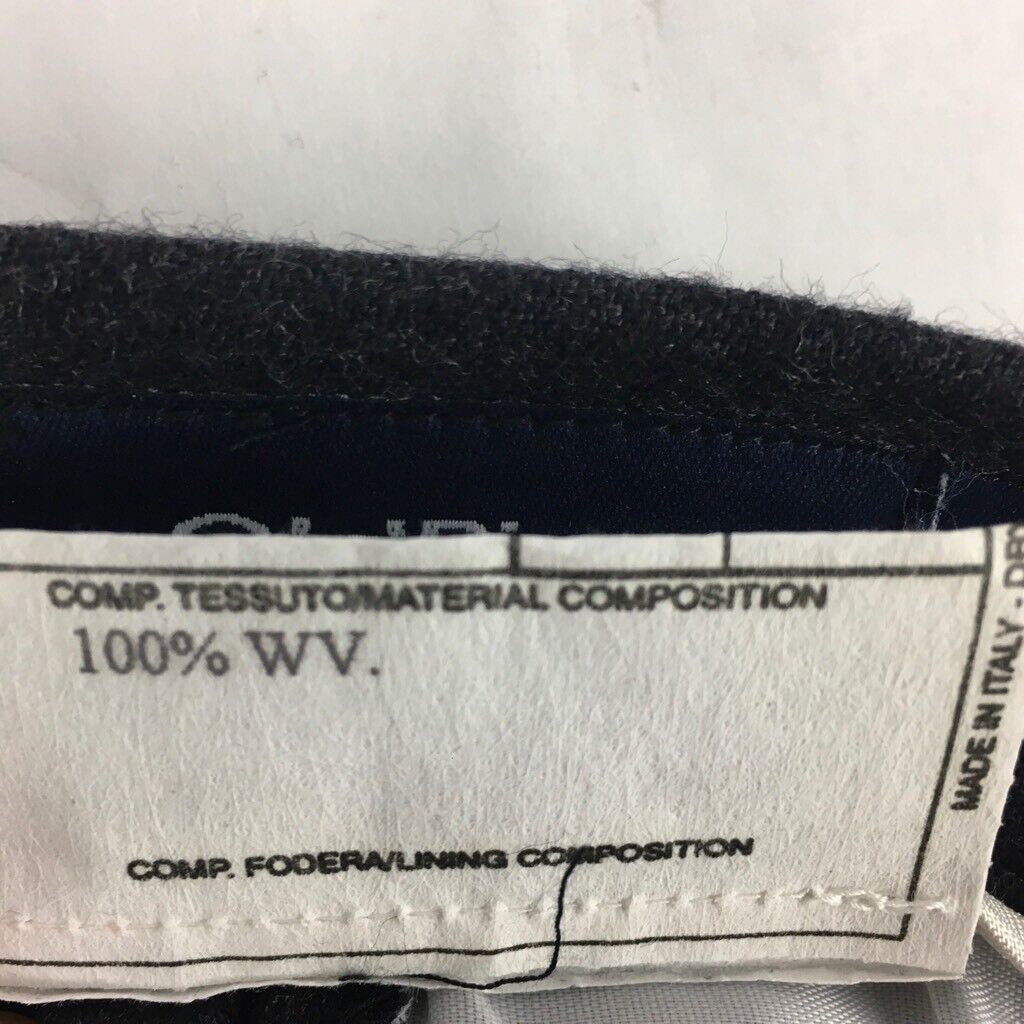 COMP. TESSUTO/MATERIAL COMPOSITION
100% WV.
COMP. FODERA/LINING COMPOSITION
MADE IN ITALY -